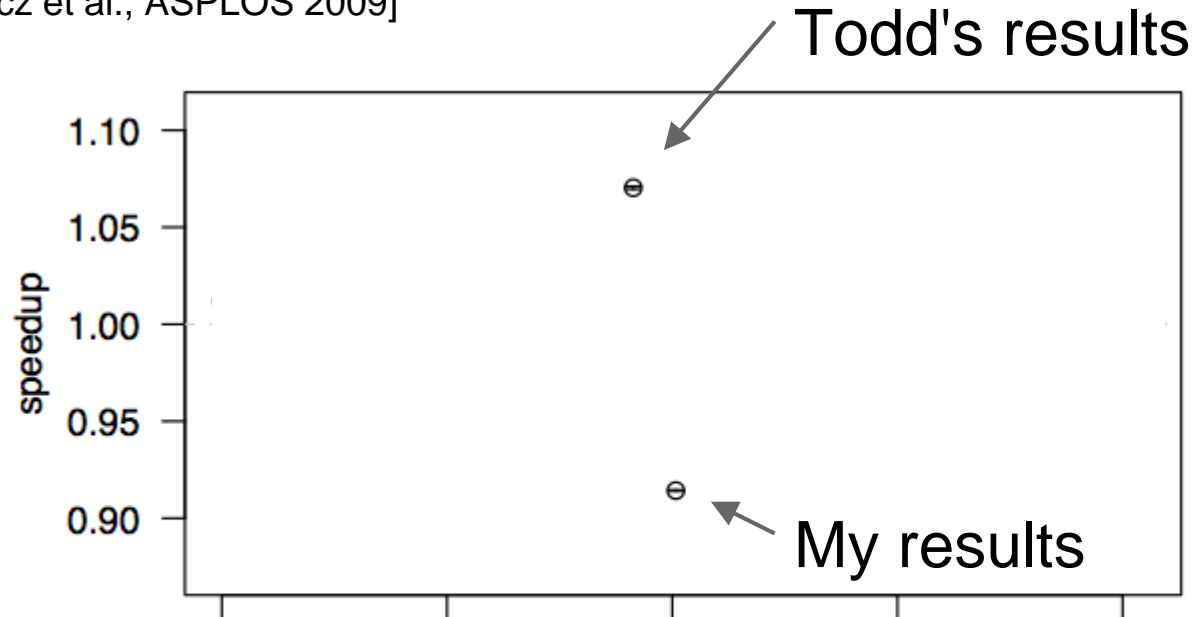 et al., ASPLOS 2009]
Todd's results
1.10
1.05
1.00
0.95
0.90
speedup
My results